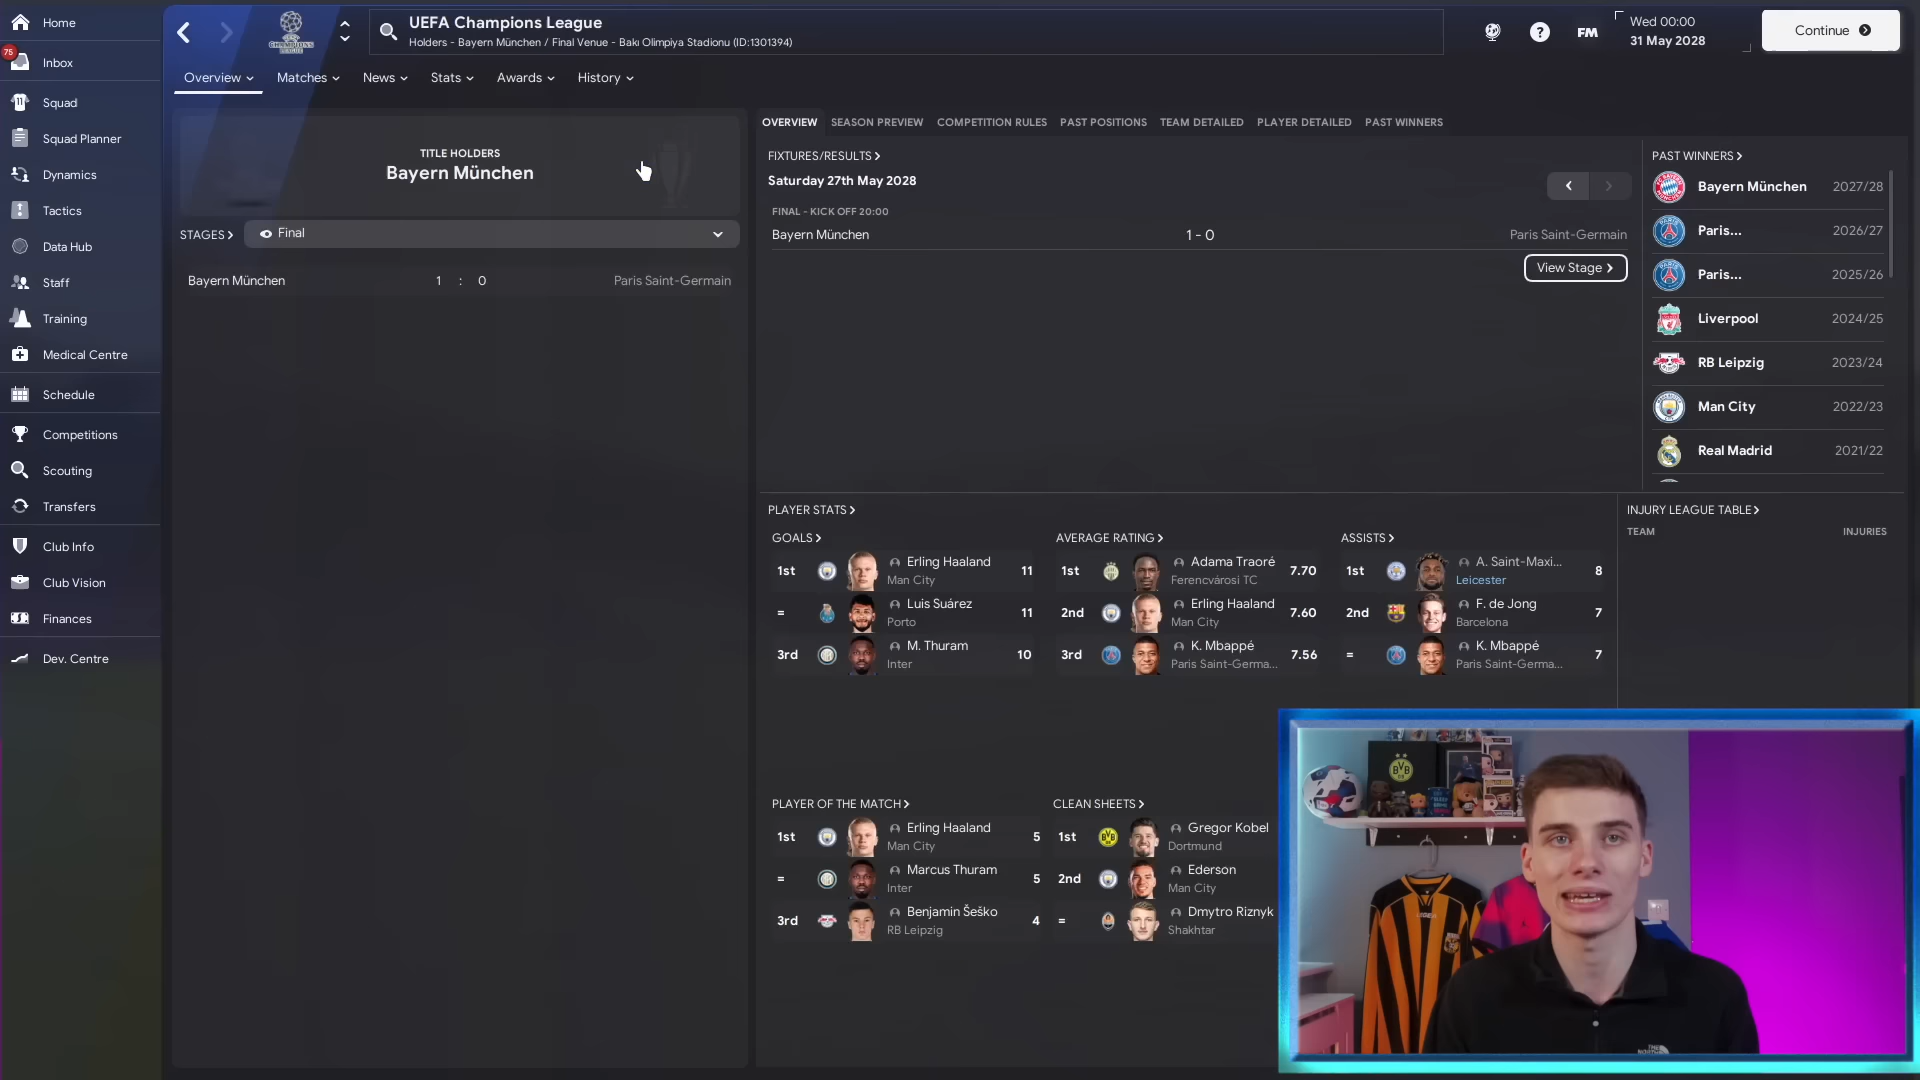 Home
75
Inbox
Squad
Squad Planner
Dynamics
Tactics
Data Hub
Staff
Training
Medical Centre
Schedule
Competitions
Scouting
Transfers
Club Info
Club Vision
Finances
Dev. Centre
UEFA Champions League
Holders - Bayern München / Final Venue - Bakı Olimpiya Stadionu (ID:1301394)
FM
Wed 00:00
31 May 2028
Continue
Overview
Matches
News
Stats
Awards
History
TITLE HOLDERS
Bayern München
STAGES
Final
Bayern München 1 : 0 Paris Saint-Germain
OVERVIEW
SEASON PREVIEW
COMPETITION RULES
PAST POSITIONS
TEAM DETAILED
PLAYER DETAILED
PAST WINNERS
FIXTURES/RESULTS
Saturday 27th May 2028
FINAL - KICK OFF 20:00
Bayern München 1 - 0 Paris Saint-Germain
View Stage
PAST WINNERS
Bayern München 2027/28
Paris... 2026/27
Paris... 2025/26
Liverpool 2024/25
RB Leipzig 2023/24
Man City 2022/23
Real Madrid 2021/22
PLAYER STATS
GOALS
1st Erling Haaland 11
Man City
= Luis Suárez 11
Porto
3rd M. Thuram 10
Inter
AVERAGE RATING
1st Adama Traoré 7.70
Ferencvárosi TC
2nd Erling Haaland 7.60
Man City
3rd K. Mbappé 7.56
Paris Saint-Germa...
ASSISTS
1st A. Saint-Maxi... 8
Leicester
2nd F. de Jong 7
Barcelona
= K. Mbappé 7
Paris Saint-Germa...
INJURY LEAGUE TABLE
TEAM INJURIES
PLAYER OF THE MATCH
1st Erling Haaland 5
Man City
= Marcus Thuram 5
Inter
3rd Benjamin Šeško 4
RB Leipzig
CLEAN SHEETS
1st Gregor Kobel
Dortmund
2nd Ederson
Man City
= Dmytro Riznyk
Shakhtar
BVB